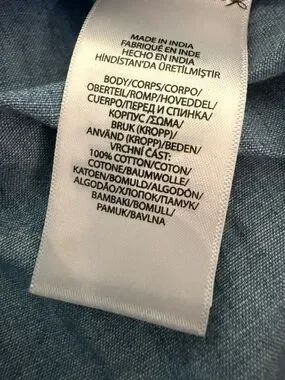 MADE IN INDIA
FABRIQUÉ EN INDE
HECHO EN INDIA
HİNDİSTAN'DA ÜRETİLMİŞTİR
BODY/CORPS/CORPO/
OBERTEIL/ROMP/HOVEDDEL/
CUERPO/ПЕРЕД И СПИНКА/
КОРПУС/ΣΩΜΑ/
BRUK (KROPP)/
ANVÄND (KROPP)/BEDEN/
VRCHNÍ ČÁST:
100% COTTON/COTON/
COTONE/BAUMWOLLE/
KATOEN/BOMULD/ALGODÓN/
ALGODÃO/ХЛОПОК/ПАМУК/
ΒΑΜΒΑΚΙ/BOMULL/
PAMUK/BAVLNA